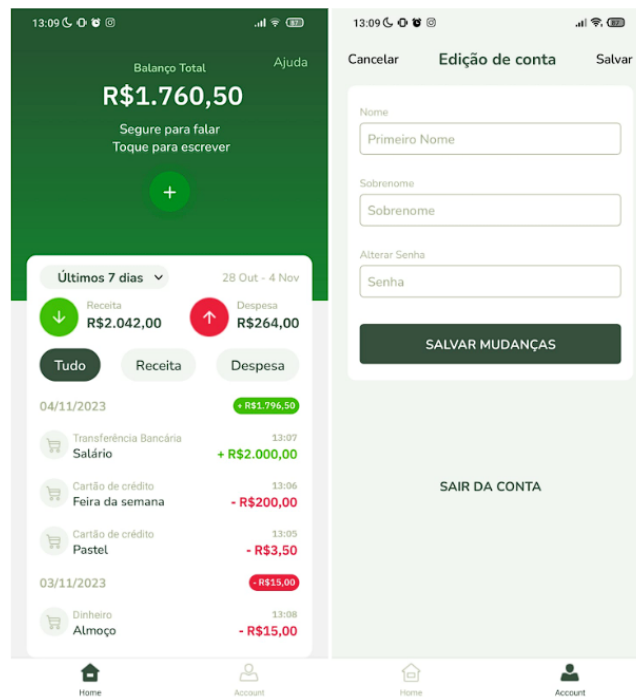 13:09
87
Balanço Total
Ajuda
R$1.760,50
Segure para falar
Toque para escrever
+
Últimos 7 dias
28 Out - 4 Nov
Receita
R$2.042,00
Despesa
R$264,00
Tudo
Receita
Despesa
04/11/2023
+ R$1.796,50
Transferência Bancária
13:07
Salário
+ R$2.000,00
Cartão de crédito
13:06
Feira da semana
- R$200,00
Cartão de crédito
13:05
Pastel
- R$3,50
03/11/2023
- R$15,00
Dinheiro
13:08
Almoço
- R$15,00
Home
Account
13:09
87
Cancelar
Edição de conta
Salvar
Nome
Primeiro Nome
Sobrenome
Sobrenome
Alterar Senha
Senha
SALVAR MUDANÇAS
SAIR DA CONTA
Home
Account